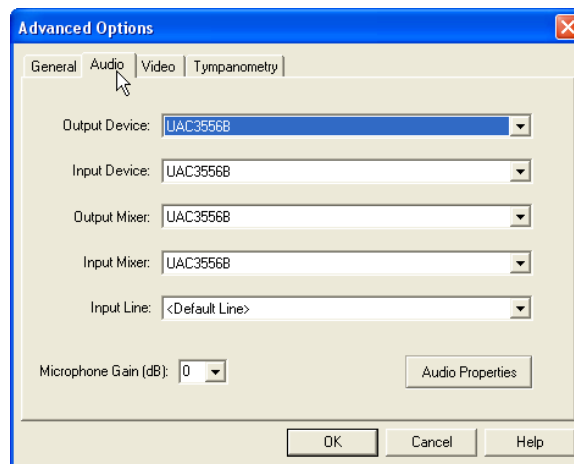 Advanced Options
General Audio Video Tympanometry
Output Device: UAC3556B
Input Device: UAC3556B
Output Mixer: UAC3556B
Input Mixer: UAC3556B
Input Line: <Default Line>
Microphone Gain (dB): 0 Audio Properties
OK Cancel Help